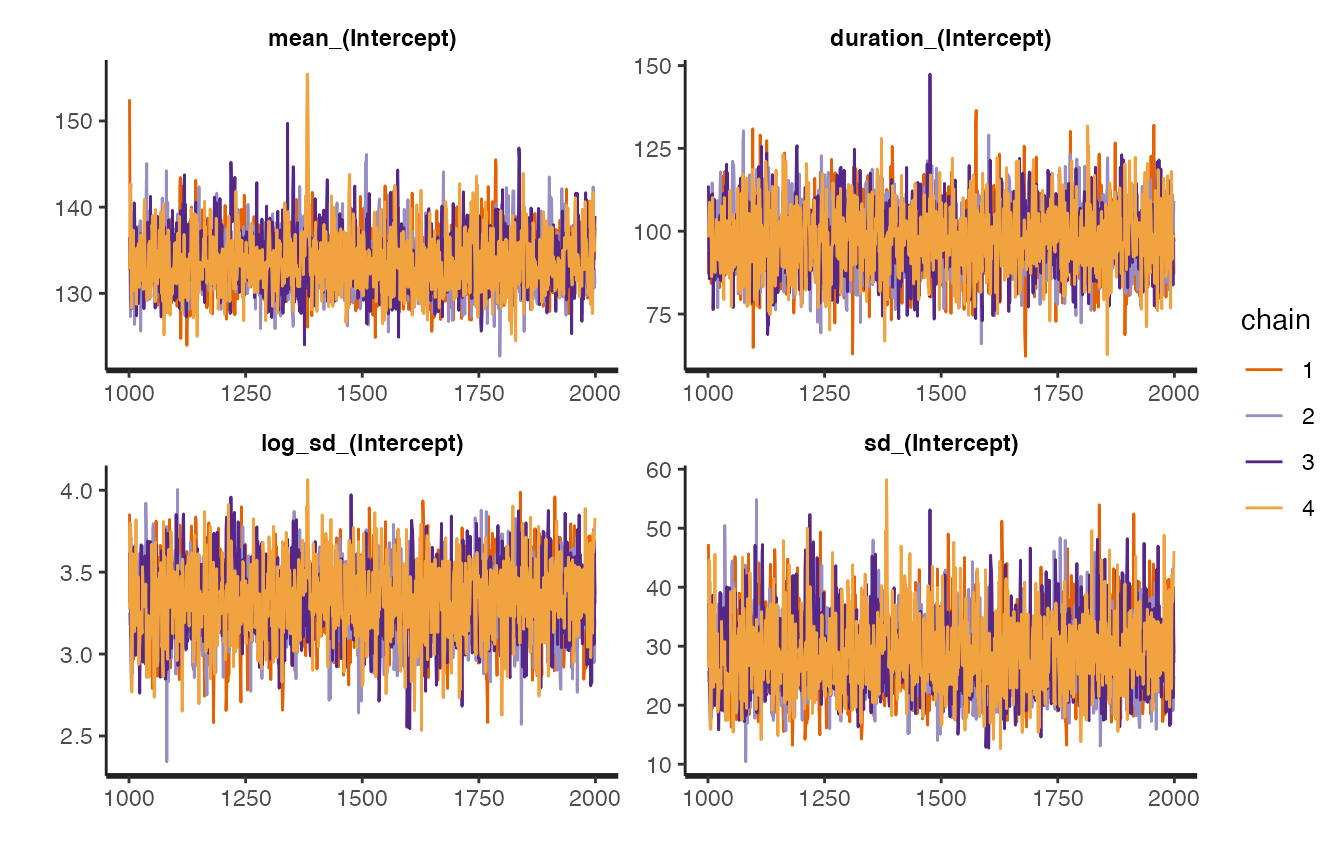 mean_(Intercept)
150
140
130
1000 1250 1500 1750 2000
duration_(Intercept)
150
125
100
75
1000 1250 1500 1750 2000
log_sd_(Intercept)
4.0
3.5
3.0
2.5
1000 1250 1500 1750 2000
sd_(Intercept)
60
50
40
30
20
10
1000 1250 1500 1750 2000
chain
1
2
3
4